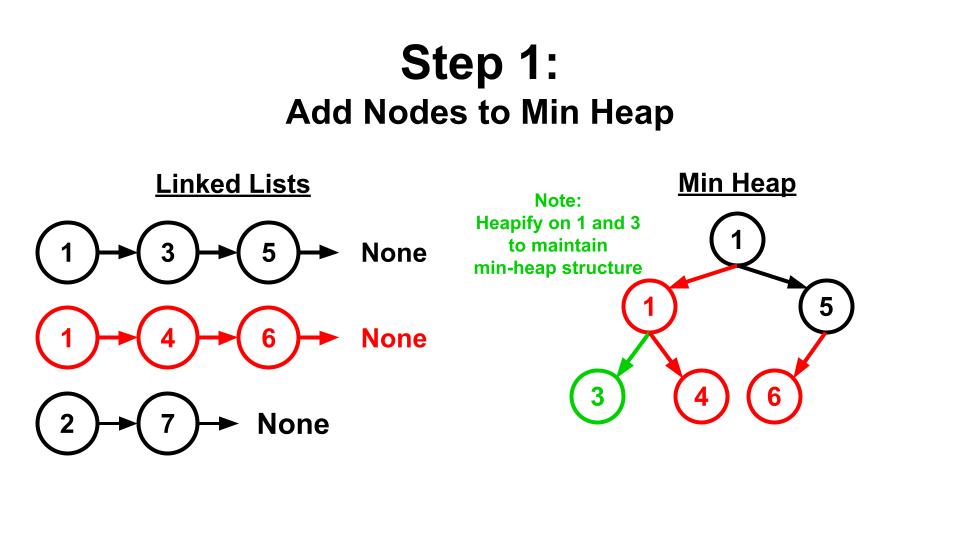 Step 1:
Add Nodes to Min Heap
Linked Lists
1 3 5 None
1 4 6 None
2 7 None
Min Heap
Note:
Heapify on 1 and 3
to maintain
min-heap structure
1
1 5
3 4 6